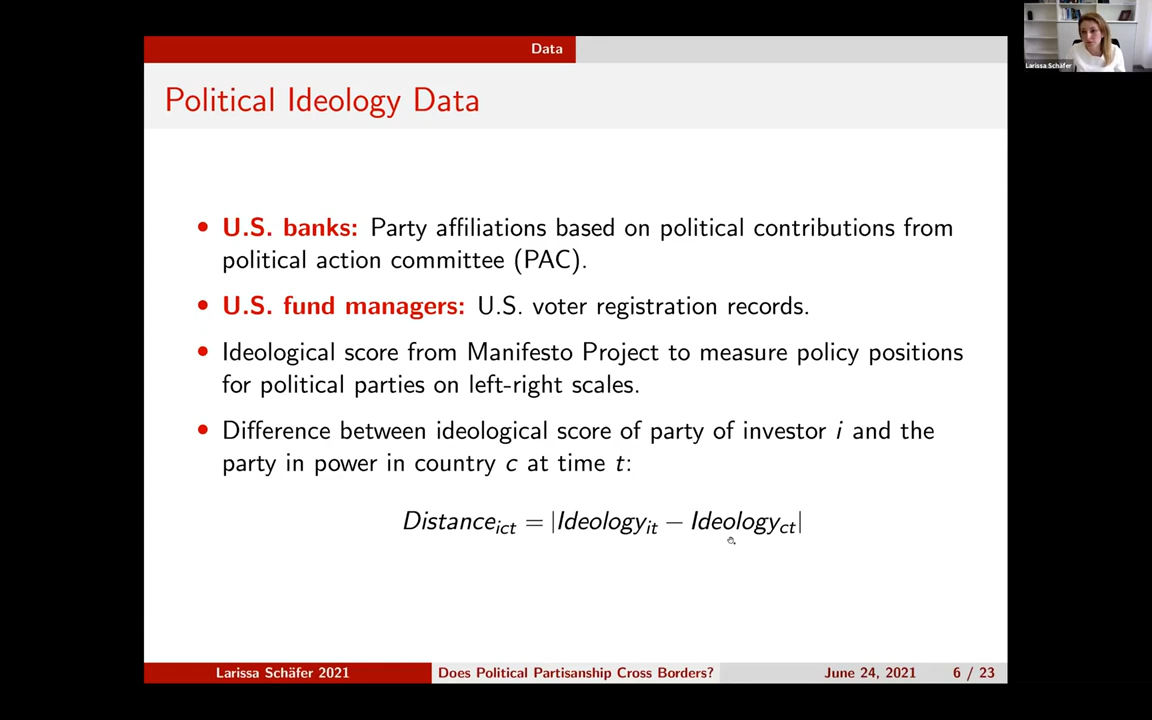 Data
Larissa Schäfer
Political Ideology Data
• U.S. banks: Party affiliations based on political contributions from
political action committee (PAC).
• U.S. fund managers: U.S. voter registration records.
• Ideological score from Manifesto Project to measure policy positions
for political parties on left-right scales.
• Difference between ideological score of party of investor i and the
party in power in country c at time t:
Distance_ict = |Ideology_it − Ideology_ct|
Larissa Schäfer 2021 Does Political Partisanship Cross Borders? June 24, 2021 6 / 23